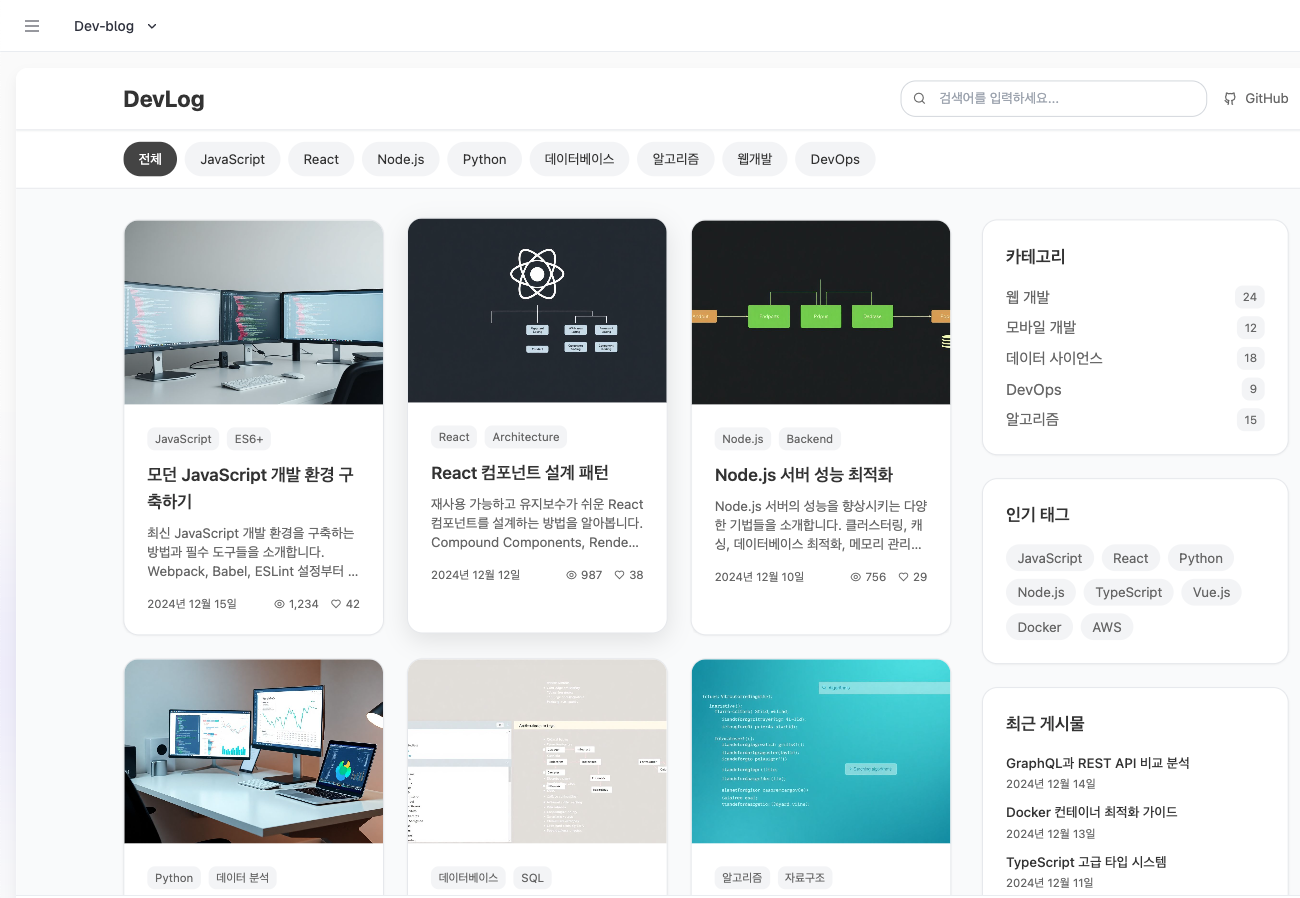 Dev-blog
DevLog
검색어를 입력하세요...
GitHub
전체
JavaScript
React
Node.js
Python
데이터베이스
알고리즘
웹개발
DevOps
JavaScript
ES6+
모던 JavaScript 개발 환경 구
축하기
최신 JavaScript 개발 환경을 구축하는
방법과 필수 도구들을 소개합니다.
Webpack, Babel, ESLint 설정부터 ...
2024년 12월 15일
1,234
42
React
Architecture
React 컴포넌트 설계 패턴
재사용 가능하고 유지보수가 쉬운 React
컴포넌트를 설계하는 방법을 알아봅니다.
Compound Components, Rende...
2024년 12월 12일
987
38
Node.js
Backend
Node.js 서버 성능 최적화
Node.js 서버의 성능을 향상시키는 다양
한 기법들을 소개합니다. 클러스터링, 캐
싱, 데이터베이스 최적화, 메모리 관리...
2024년 12월 10일
756
29
Python
데이터 분석
데이터베이스
SQL
알고리즘
자료구조
카테고리
웹 개발
24
모바일 개발
12
데이터 사이언스
18
DevOps
9
알고리즘
15
인기 태그
JavaScript
React
Python
Node.js
TypeScript
Vue.js
Docker
AWS
최근 게시물
GraphQL과 REST API 비교 분석
2024년 12월 14일
Docker 컨테이너 최적화 가이드
2024년 12월 13일
TypeScript 고급 타입 시스템
2024년 12월 11일